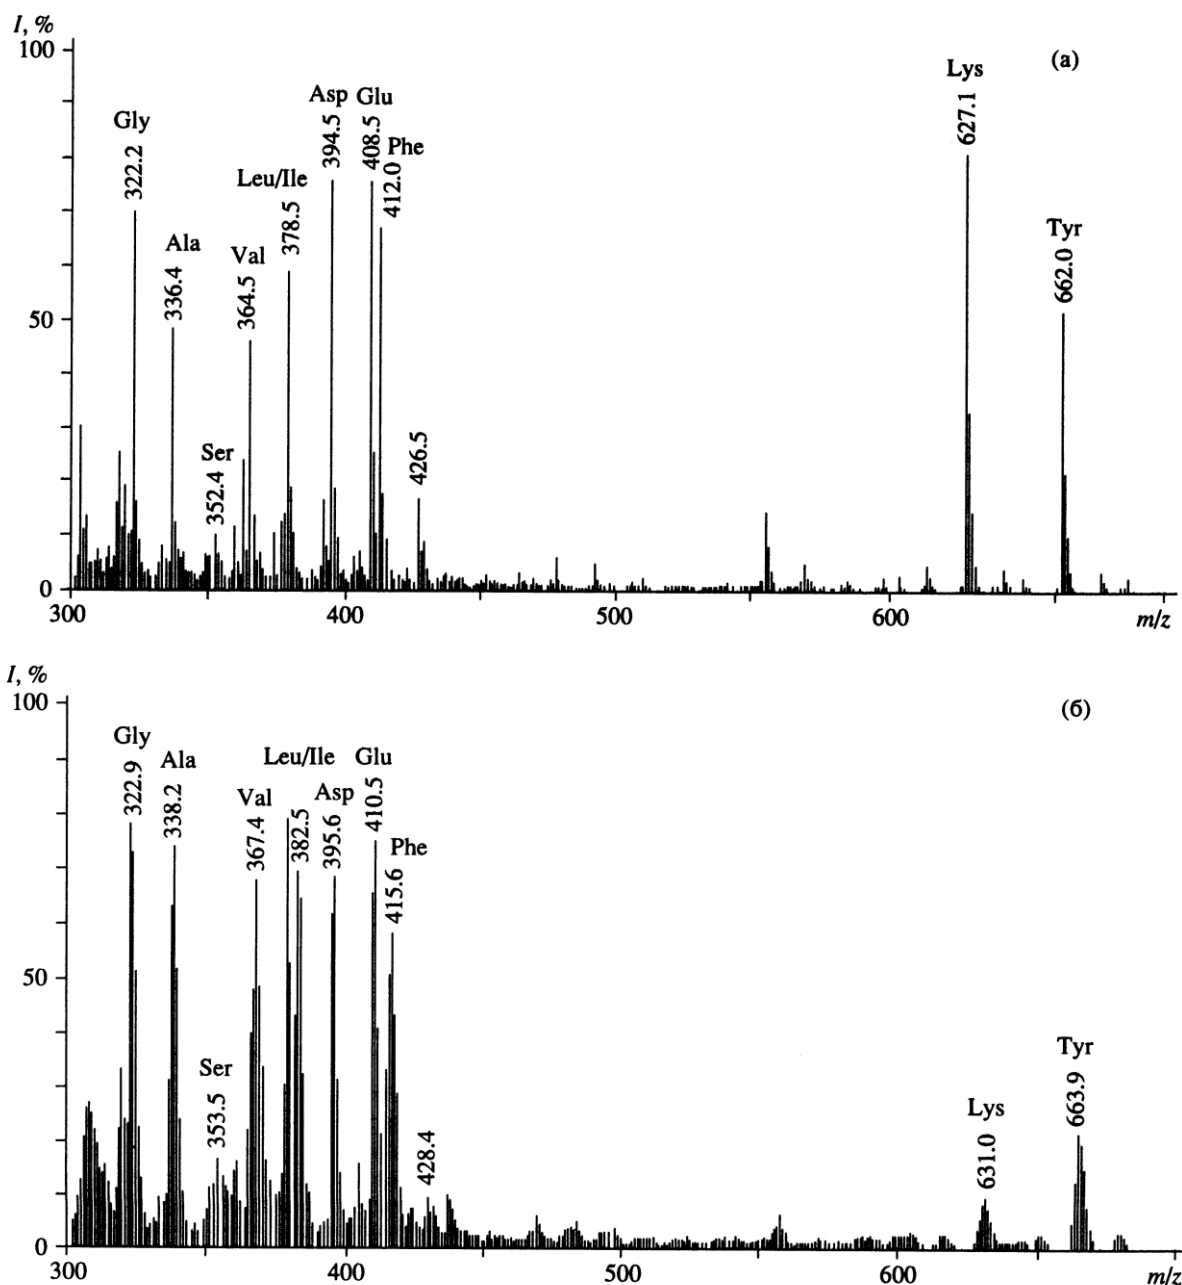 I, %
100
(а)
Lys
627.1
Asp
394.5
Glu
408.5
Phe
412.0
Gly
322.2
Leu/Ile
378.5
Tyr
662.0
Ala
336.4
Val
364.5
50
Ser
352.4
426.5
0
300
400
500
600
m/z
I, %
100
(б)
Gly
322.9
Ala
338.2
Leu/Ile
382.5
Glu
410.5
Val
367.4
Asp
395.6
Phe
415.6
50
Ser
353.5
Tyr
663.9
Lys
631.0
428.4
0
300
400
500
600
m/z